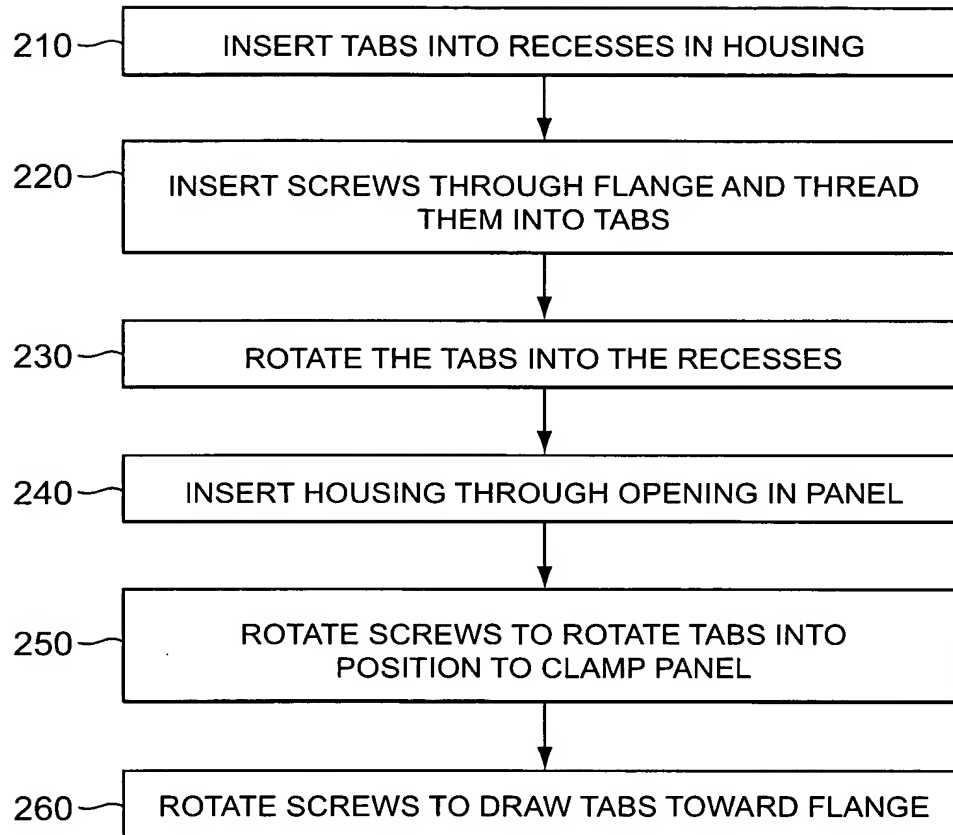 210 INSERT TABS INTO RECESSES IN HOUSING
220 INSERT SCREWS THROUGH FLANGE AND THREAD
THEM INTO TABS
230 ROTATE THE TABS INTO THE RECESSES
240 INSERT HOUSING THROUGH OPENING IN PANEL
250 ROTATE SCREWS TO ROTATE TABS INTO
POSITION TO CLAMP PANEL
260 ROTATE SCREWS TO DRAW TABS TOWARD FLANGE